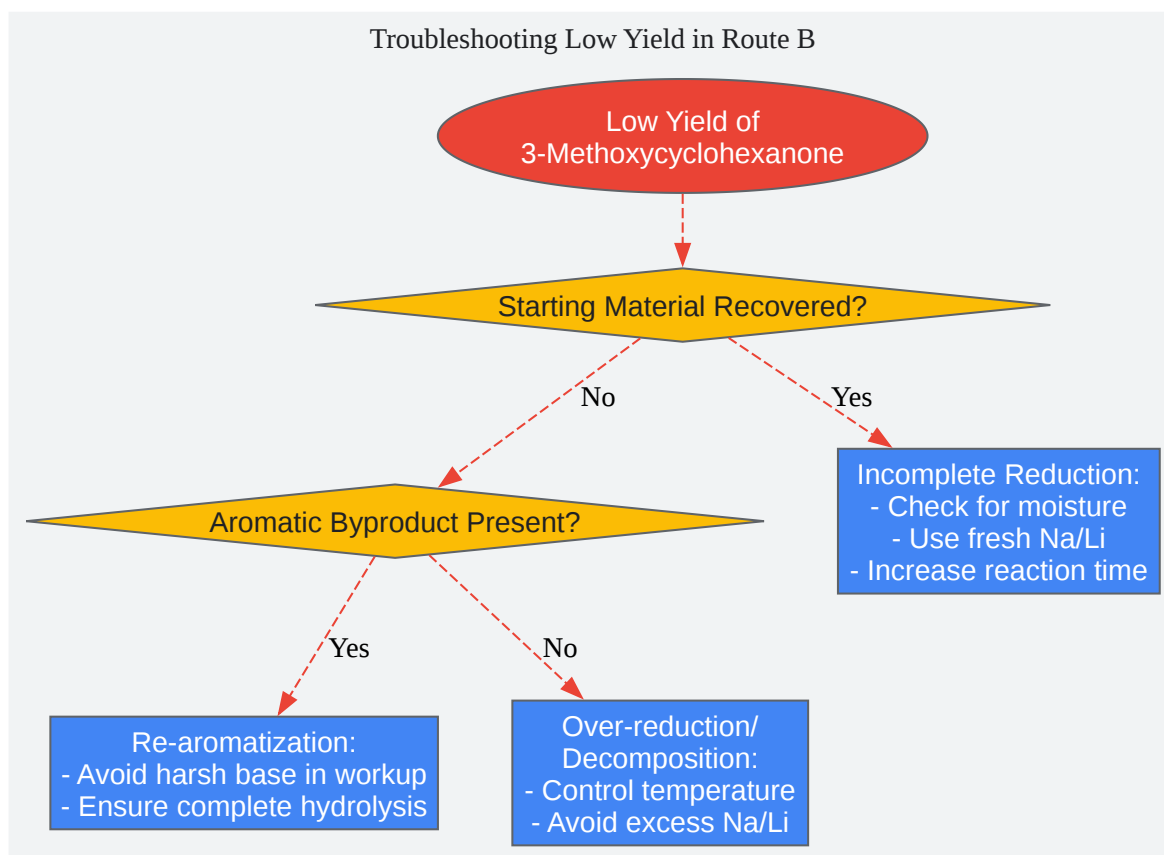 Troubleshooting Low Yield in Route B
Low Yield of
3-Methoxycyclohexanone
Starting Material Recovered?
No
Yes
Incomplete Reduction:
- Check for moisture
- Use fresh Na/Li
- Increase reaction time
Aromatic Byproduct Present?
Yes
No
Re-aromatization:
- Avoid harsh base in workup
- Ensure complete hydrolysis
Over-reduction/
Decomposition:
- Control temperature
- Avoid excess Na/Li